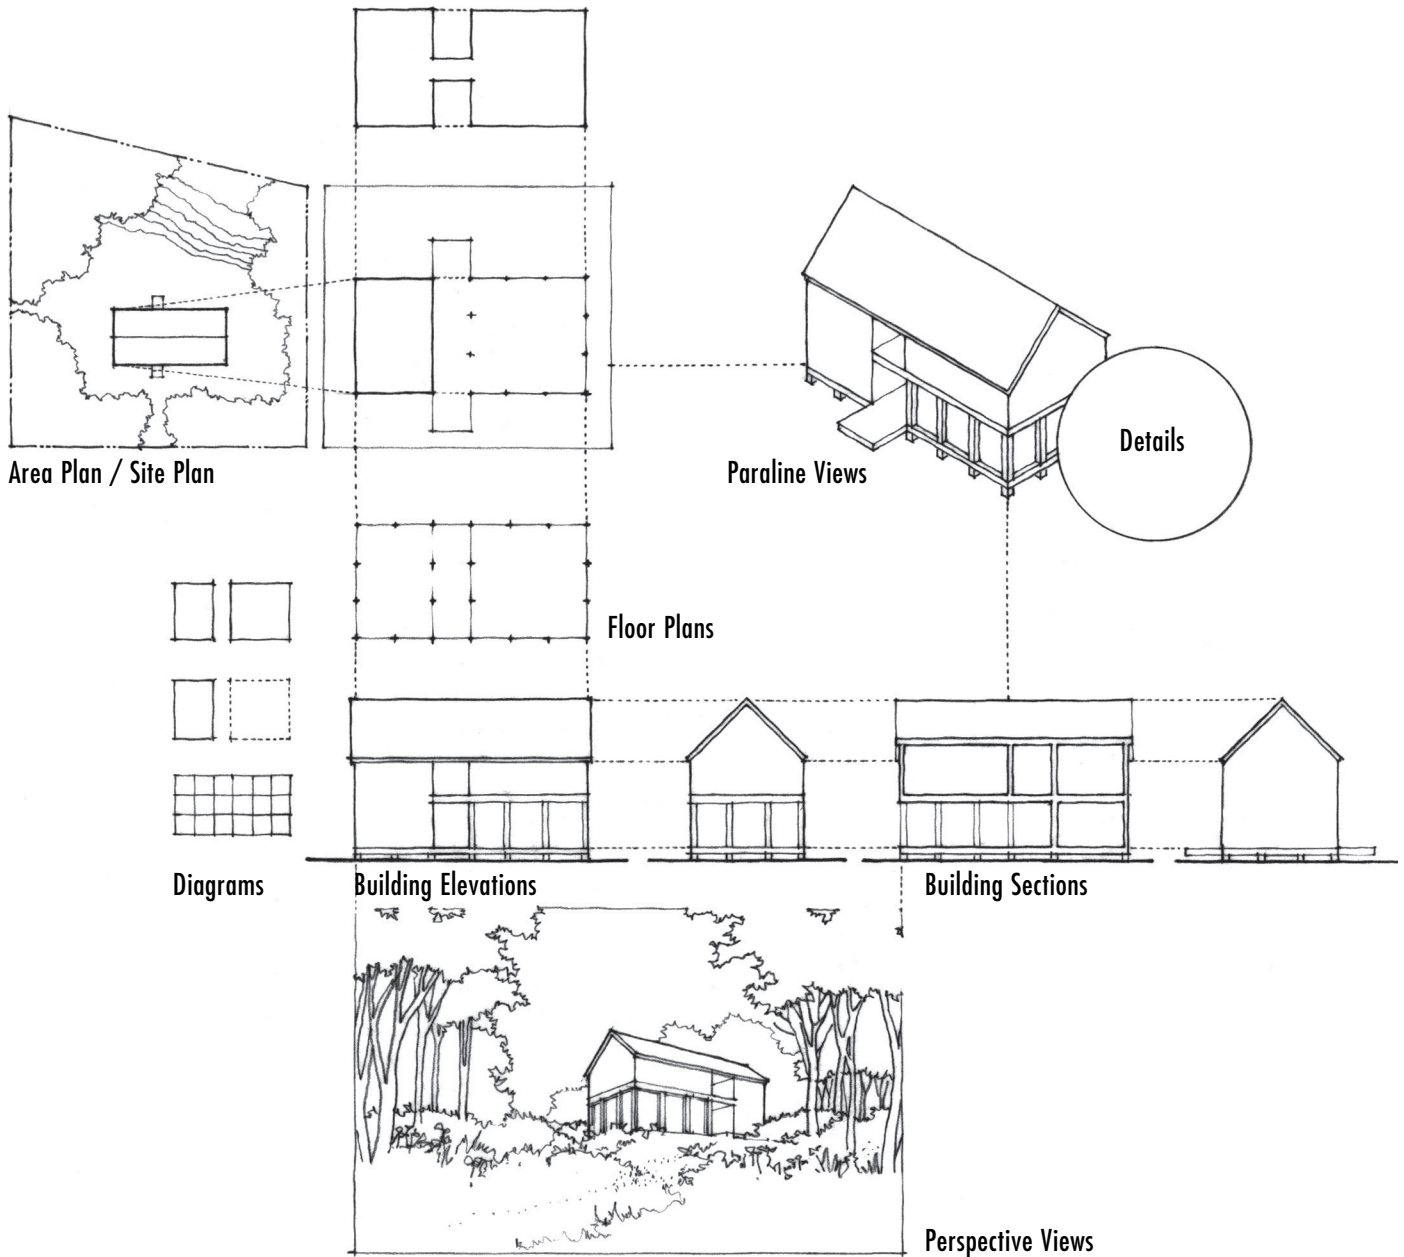 Details
Area Plan / Site Plan
Paraline Views
Floor Plans
Diagrams
Building Elevations
Building Sections
Perspective Views